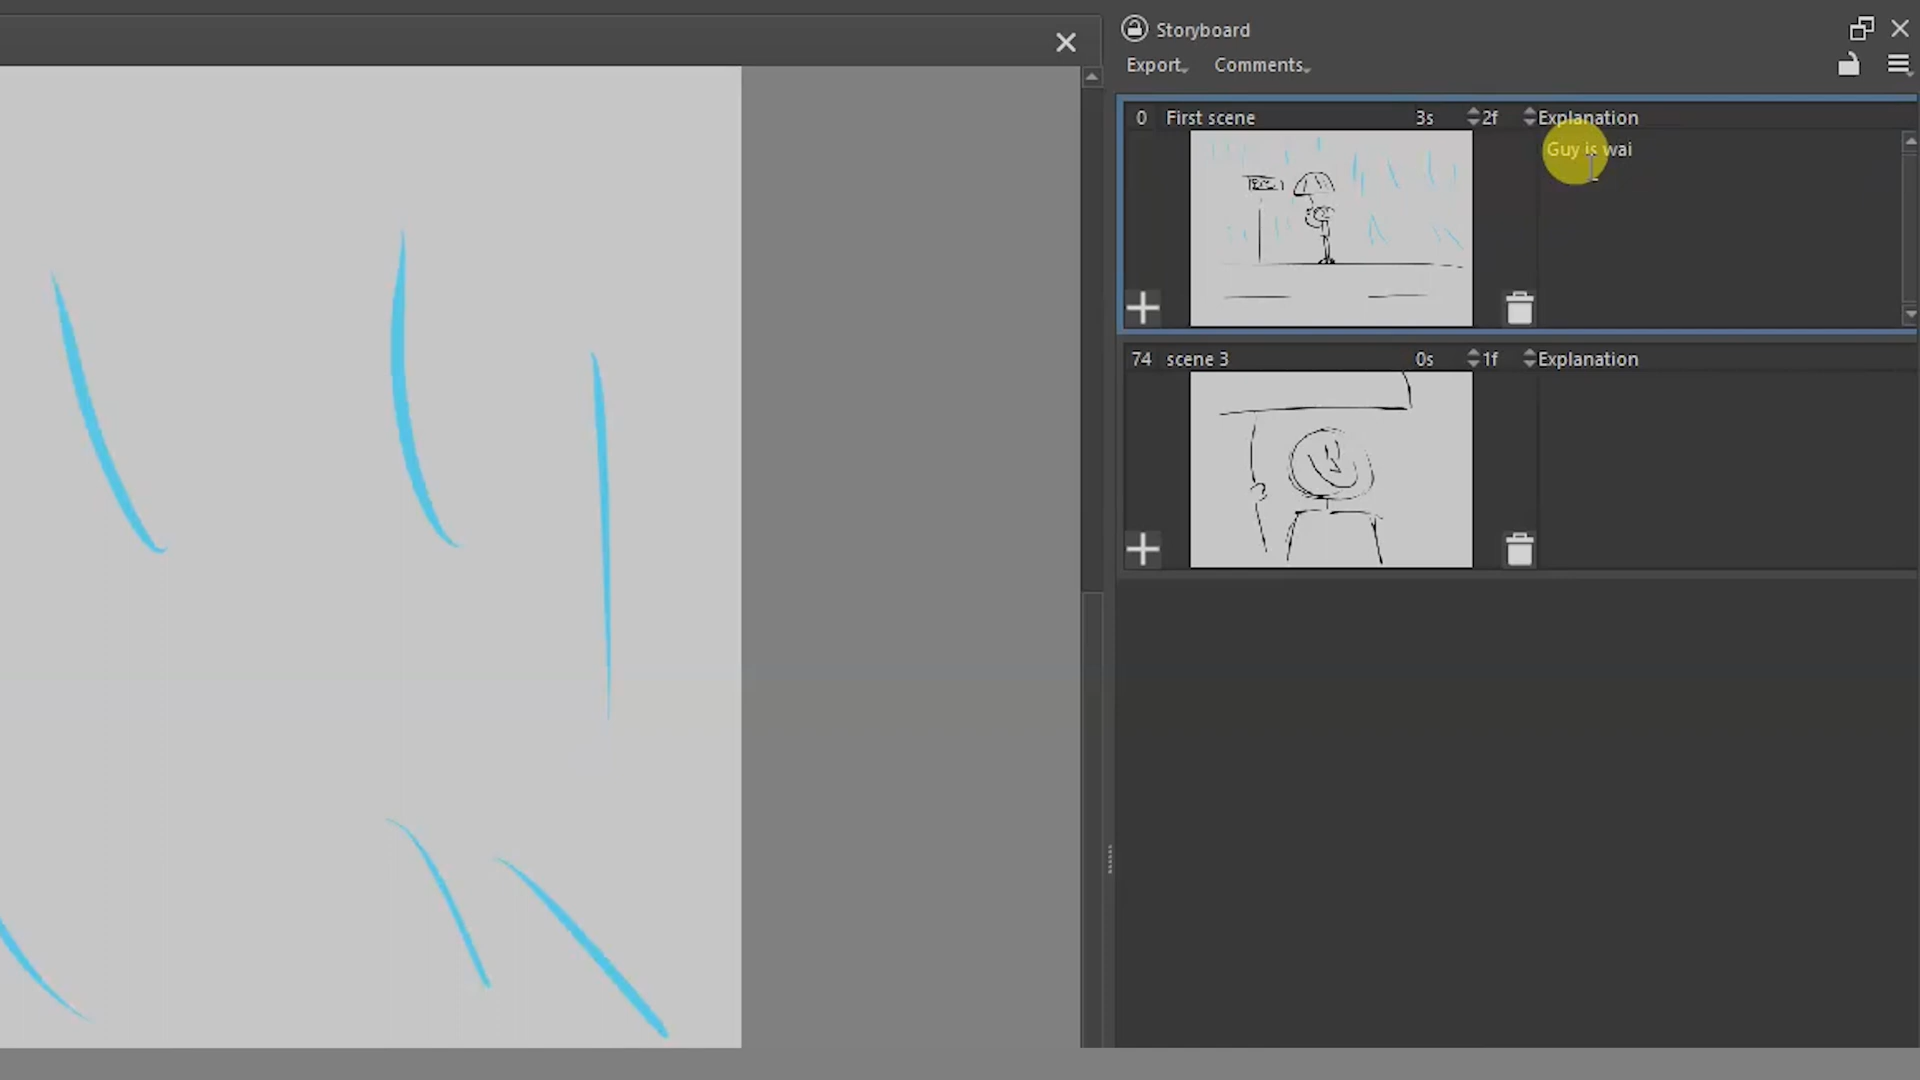 Storyboard
Export
Comments
0 First scene 3s 2f Explanation
Guy is wai
74 scene 3 0s 1f Explanation